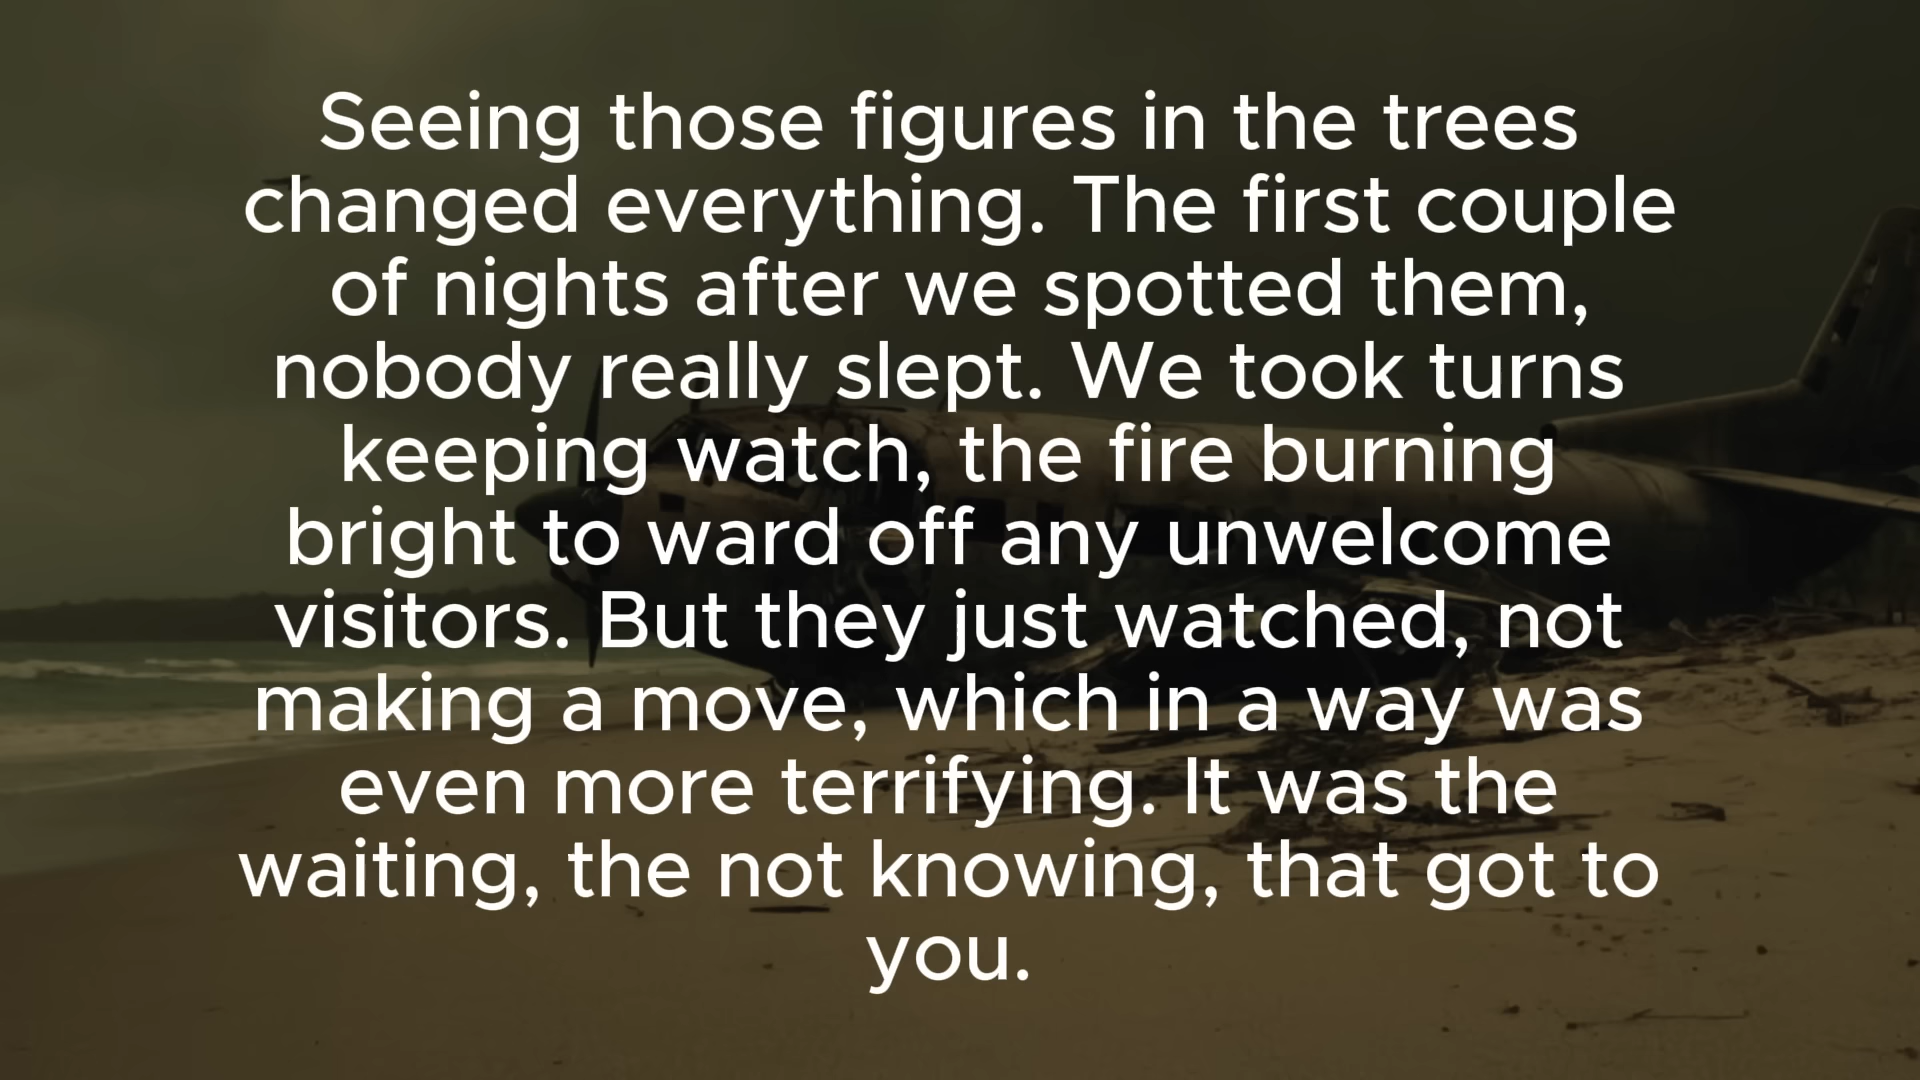 Seeing those figures in the trees
changed everything. The first couple
of nights after we spotted them,
nobody really slept. We took turns
keeping watch, the fire burning
bright to ward off any unwelcome
visitors. But they just watched, not
making a move, which in a way was
even more terrifying. It was the
waiting, the not knowing, that got to
you.